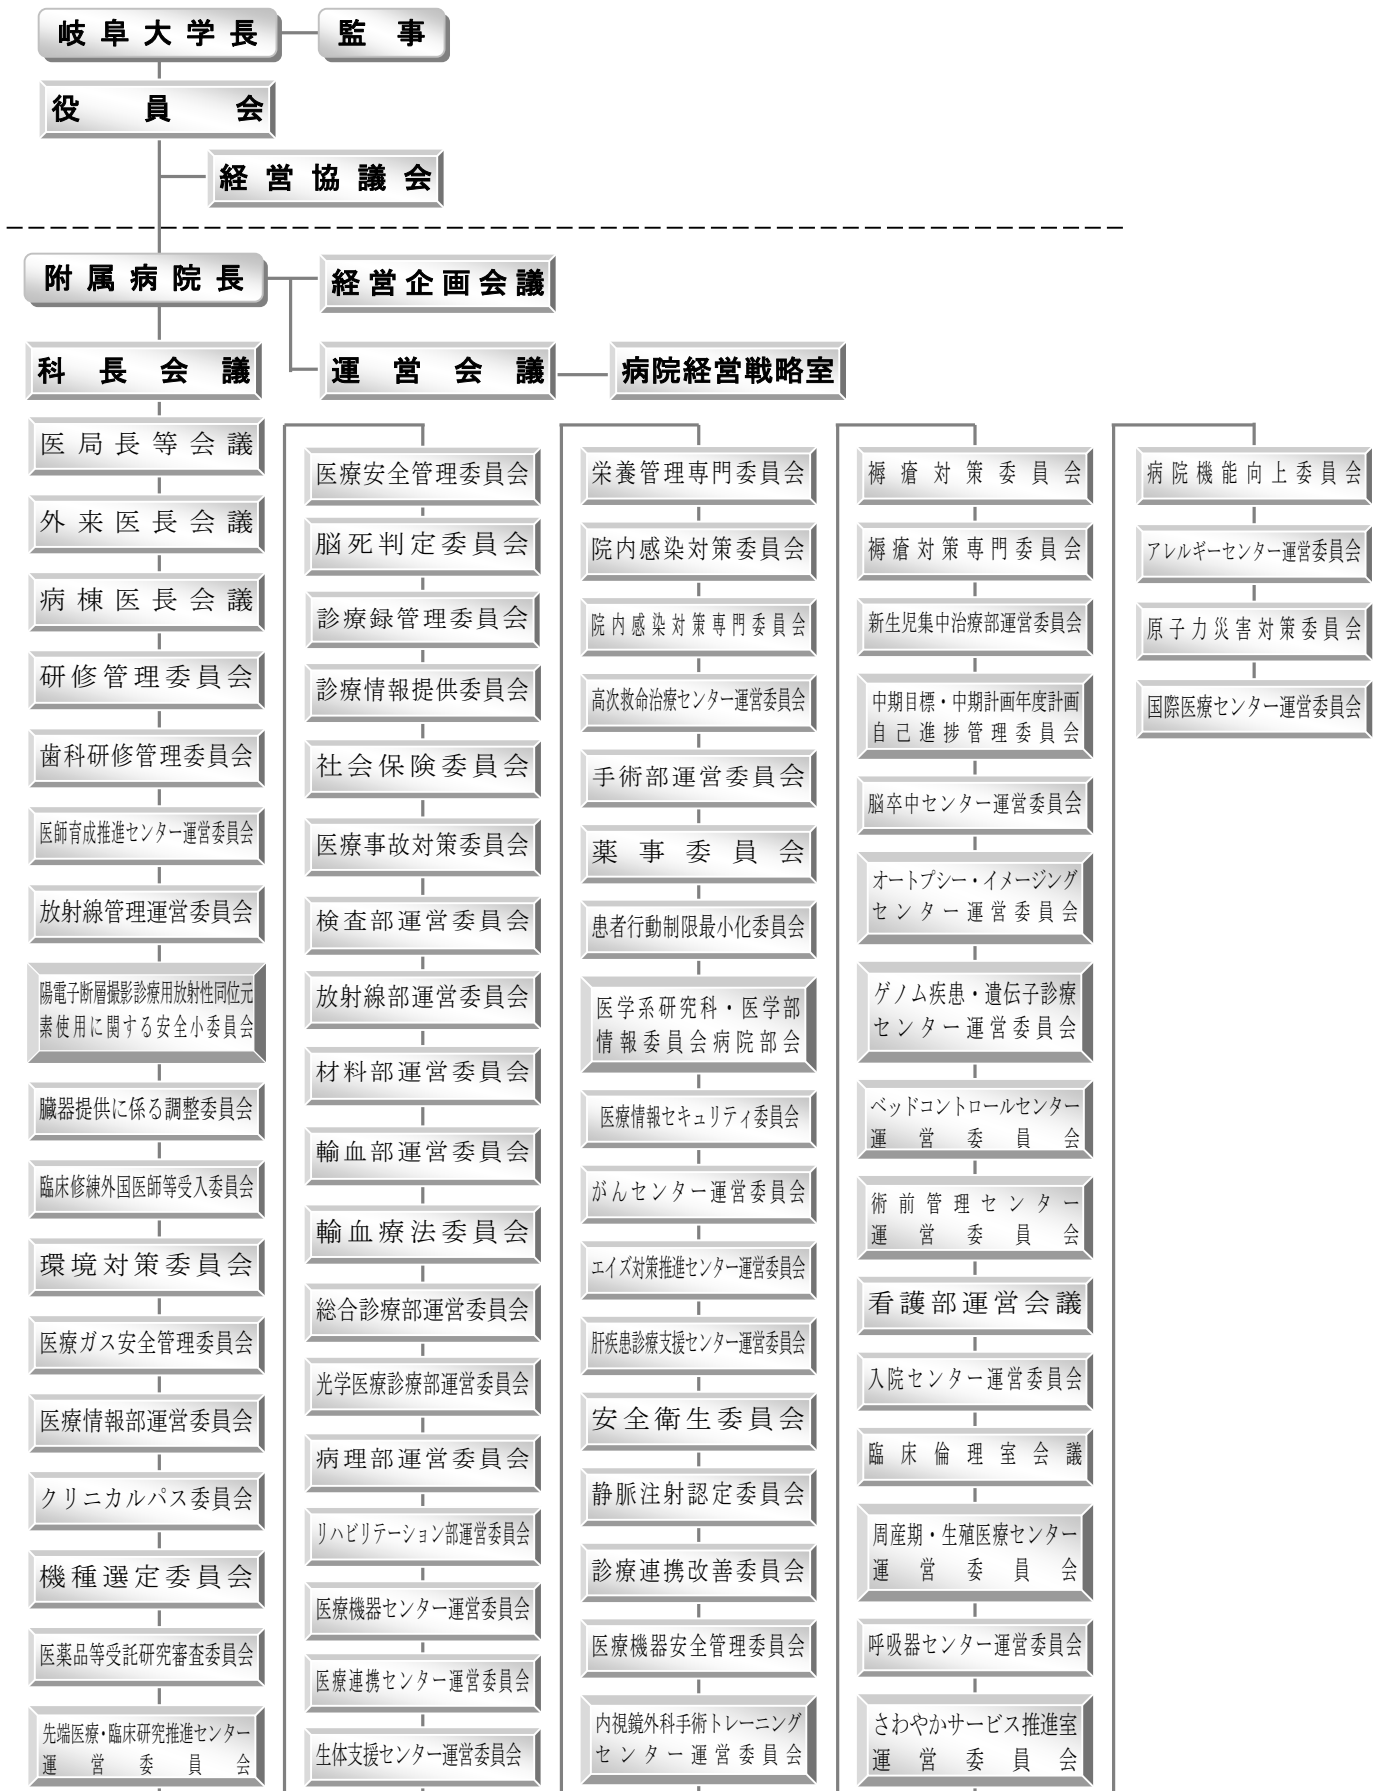 岐阜大学長
監事
役員会
経営協議会
附属病院長
経営企画会議
科長会議
運営会議
病院経営戦略室
医局長等会議
外来医長会議
病棟医長会議
研修管理委員会
歯科研修管理委員会
医師育成推進センター運営委員会
放射線管理運営委員会
陽電子断層撮影診療用放射性同位元
素使用に関する安全小委員会
臓器提供に係る調整委員会
臨床修練外国医師等受入委員会
環境対策委員会
医療ガス安全管理委員会
医療情報部運営委員会
クリニカルパス委員会
機種選定委員会
医薬品等受託研究審査委員会
先端医療・臨床研究推進センター
運営委員会
医療安全管理委員会
脳死判定委員会
診療録管理委員会
診療情報提供委員会
社会保険委員会
医療事故対策委員会
検査部運営委員会
放射線部運営委員会
材料部運営委員会
輸血部運営委員会
輸血療法委員会
総合診療部運営委員会
光学医療診療部運営委員会
病理部運営委員会
リハビリテーション部運営委員会
医療機器センター運営委員会
医療連携センター運営委員会
生体支援センター運営委員会
栄養管理専門委員会
院内感染対策委員会
院内感染対策専門委員会
高次救命治療センター運営委員会
手術部運営委員会
薬事委員会
患者行動制限最小化委員会
医学系研究科・医学部
情報委員会病院部会
医療情報セキュリティ委員会
がんセンター運営委員会
エイズ対策推進センター運営委員会
肝疾患診療支援センター運営委員会
安全衛生委員会
静脈注射認定委員会
診療連携改善委員会
医療機器安全管理委員会
内視鏡外科手術トレーニング
センター運営委員会
褥瘡対策委員会
褥瘡対策専門委員会
新生児集中治療部運営委員会
中期目標・中期計画年度計画
自己進捗管理委員会
脳卒中センター運営委員会
オートプシー・イメージング
センター運営委員会
ゲノム疾患・遺伝子診療
センター運営委員会
ベッドコントロールセンター
運営委員会
術前管理センター
運営委員会
看護部運営会議
入院センター運営委員会
臨床倫理室会議
周産期・生殖医療センター
運営委員会
呼吸器センター運営委員会
さわやかサービス推進室
運営委員会
病院機能向上委員会
アレルギーセンター運営委員会
原子力災害対策委員会
国際医療センター運営委員会